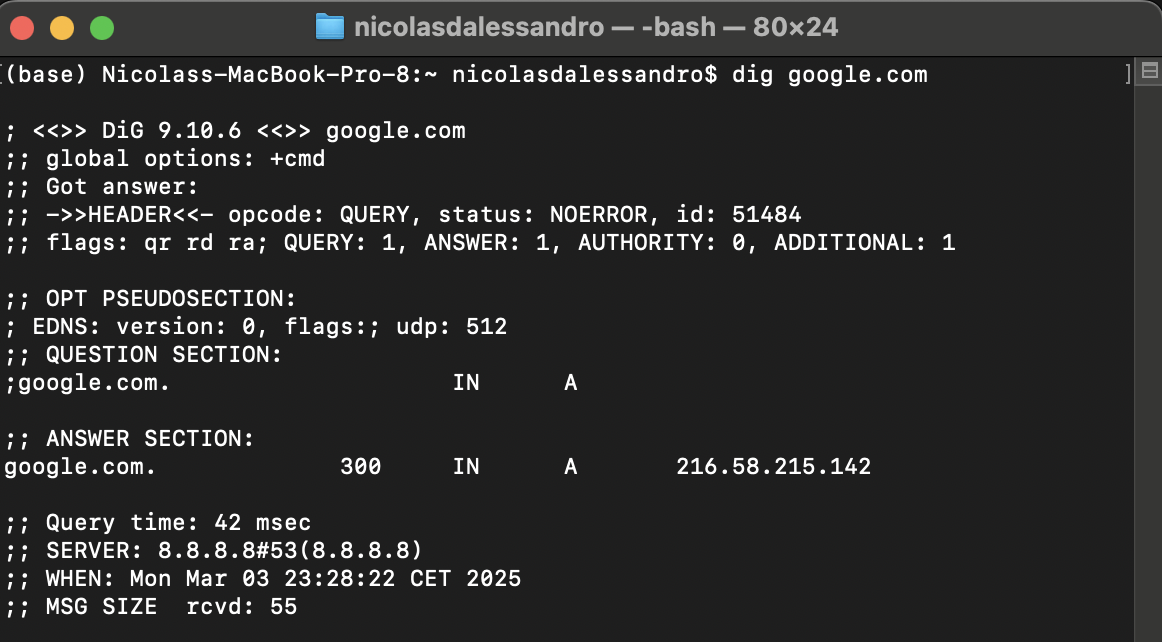 nicolasdalessandro — -bash — 80×24
[(base) Nicolass-MacBook-Pro-8:~ nicolasdalessandro$ dig google.com ]
; <<>> DiG 9.10.6 <<>> google.com
;; global options: +cmd
;; Got answer:
;; ->>HEADER<<- opcode: QUERY, status: NOERROR, id: 51484
;; flags: qr rd ra; QUERY: 1, ANSWER: 1, AUTHORITY: 0, ADDITIONAL: 1
;; OPT PSEUDOSECTION:
; EDNS: version: 0, flags:; udp: 512
;; QUESTION SECTION:
;google.com. IN A
;; ANSWER SECTION:
google.com. 300 IN A 216.58.215.142
;; Query time: 42 msec
;; SERVER: 8.8.8.8#53(8.8.8.8)
;; WHEN: Mon Mar 03 23:28:22 CET 2025
;; MSG SIZE  rcvd: 55